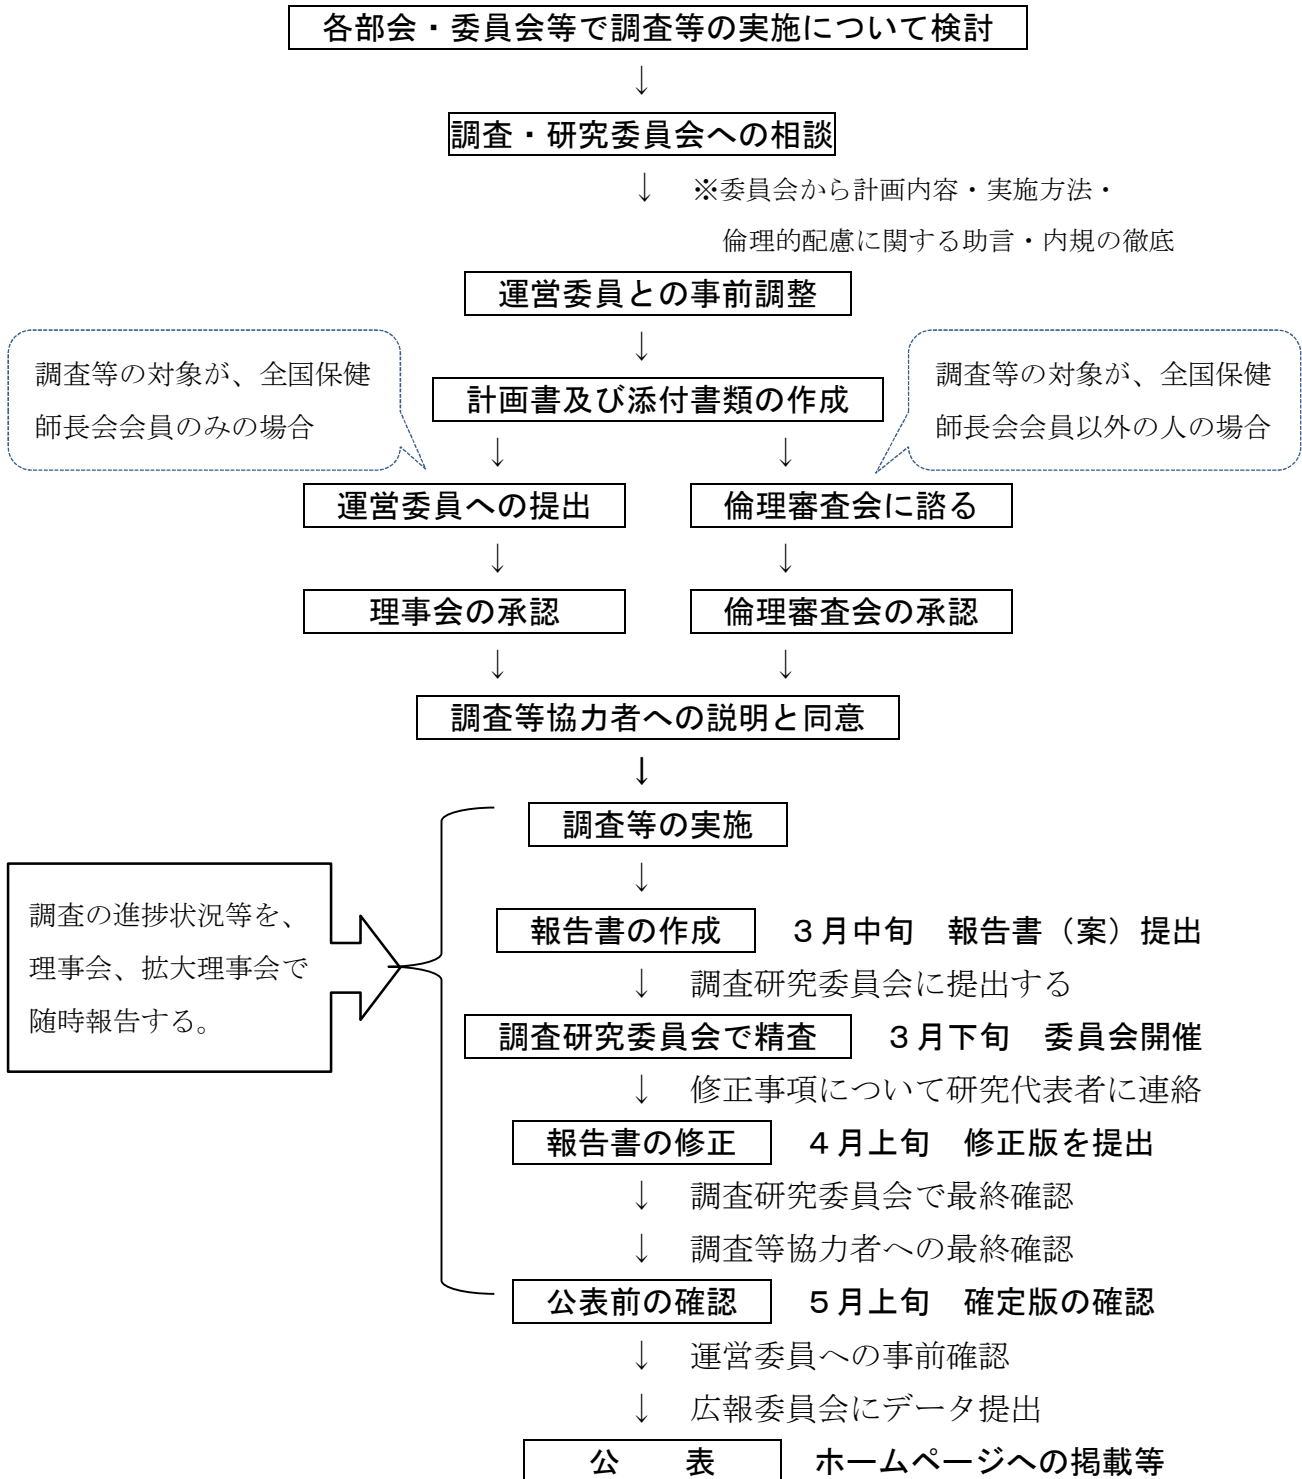 各部会・委員会等で調査等の実施について検討
↓
調査・研究委員会への相談
↓ ※委員会から計画内容・実施方法・
倫理的配慮に関する助言・内規の徹底
運営委員との事前調整
↓
調査等の対象が、全国保健
師長会会員のみの場合
計画書及び添付書類の作成
調査等の対象が、全国保健
師長会会員以外の人の場合
↓ ↓
運営委員への提出 倫理審査会に諮る
↓ ↓
理事会の承認 倫理審査会の承認
↓ ↓
調査等協力者への説明と同意
↓
調査等の実施
↓
調査の進捗状況等を、
理事会、拡大理事会で
随時報告する。
報告書の作成 3月中旬 報告書（案）提出
↓ 調査研究委員会に提出する
調査研究委員会で精査 3月下旬 委員会開催
↓ 修正事項について研究代表者に連絡
報告書の修正 4月上旬 修正版を提出
↓ 調査研究委員会で最終確認
↓ 調査等協力者への最終確認
公表前の確認 5月上旬 確定版の確認
↓ 運営委員への事前確認
↓ 広報委員会にデータ提出
公 表 ホームページへの掲載等